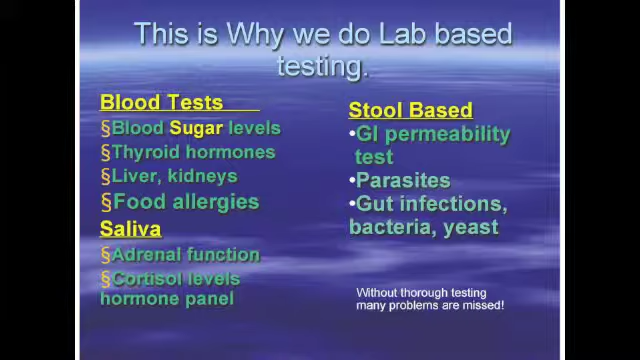 This is Why we do Lab based
testing.
Blood Tests
§Blood Sugar levels
§Thyroid hormones
§Liver, kidneys
§Food allergies
Saliva
§Adrenal function
§Cortisol levels
hormone panel
Stool Based
•GI permeability
test
•Parasites
•Gut infections,
bacteria, yeast
Without thorough testing
many problems are missed!